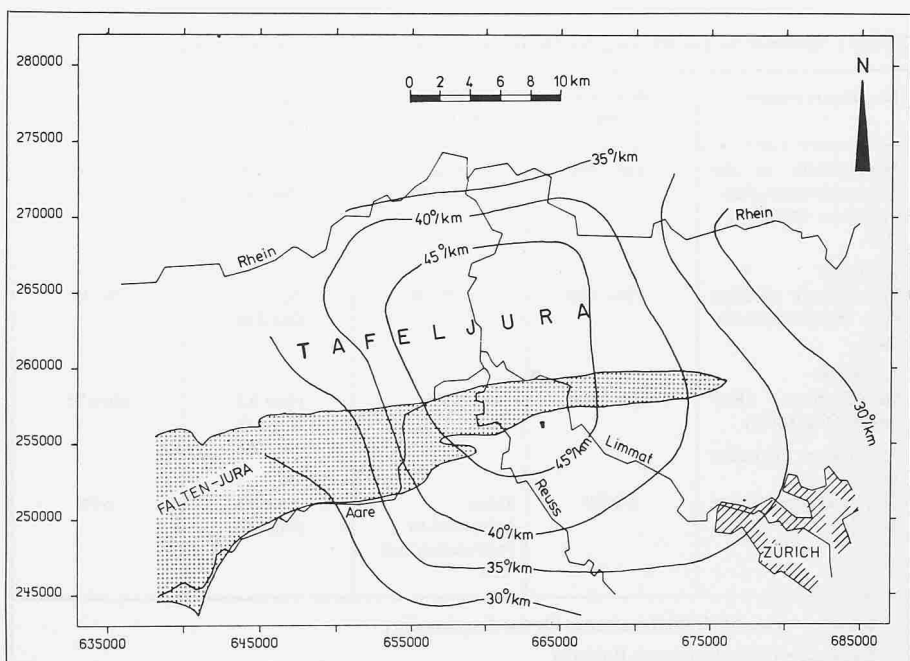 280000
275000
270000
265000
260000
255000
250000
245000
0 2 4 6 8 10 km
N
35°/km
40°/km
45°/km
Rhein
Rhein
TAFELJURA
30°/km
FALTEN-JURA
Aare
Reuss
Limmat
45°/km
40°/km
35°/km
30°/km
ZÜRICH
635000 645000 655000 665000 675000 685000